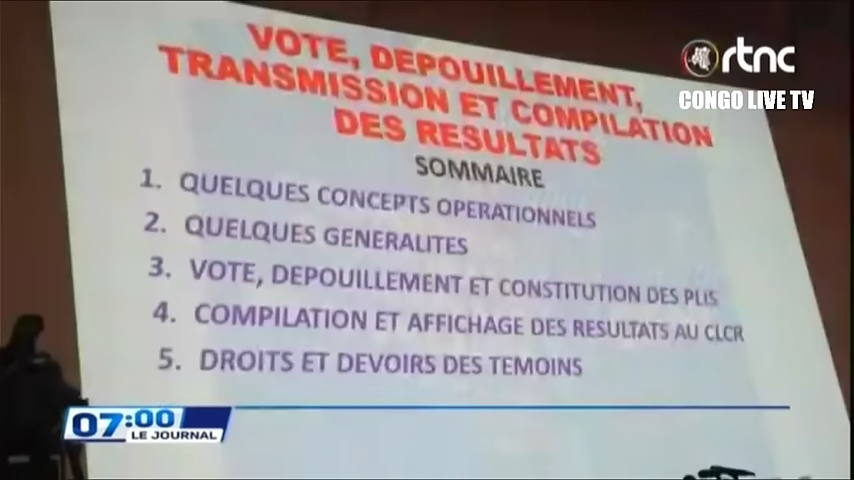 rtnc
CONGO LIVE TV
VOTE, DEPOUILLEMENT,
TRANSMISSION ET COMPILATION
DES RESULTATS
SOMMAIRE
1. QUELQUES CONCEPTS OPERATIONNELS
2. QUELQUES GENERALITES
3. VOTE, DEPOUILLEMENT ET CONSTITUTION DES PLIS
4. COMPILATION ET AFFICHAGE DES RESULTATS AU CLCR
5. DROITS ET DEVOIRS DES TEMOINS
07:00
LE JOURNAL